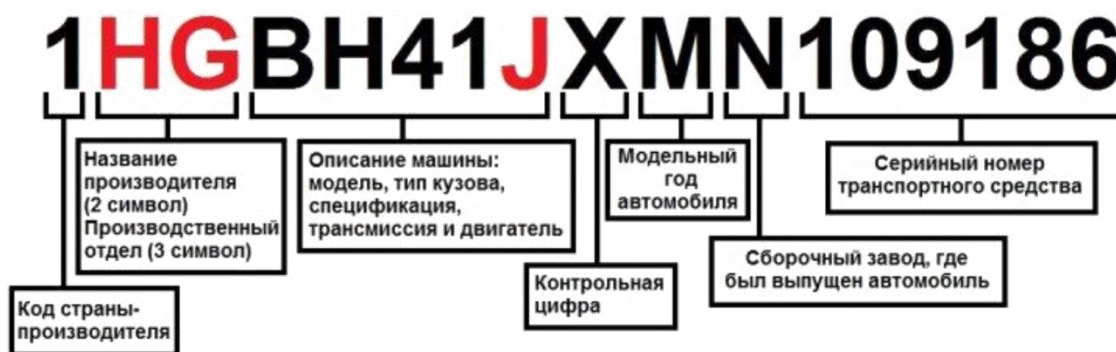 1HGBH41JXMN109186
Название
производителя
(2 символ)
Производственный
отдел (3 символ)
Описание машины:
модель, тип кузова,
спецификация,
трансмиссия и двигатель
Модельный
год
автомобиля
Серийный номер
транспортного средства
Сборочный завод, где
был выпущен автомобиль
Контрольная
цифра
Код страны-
производителя